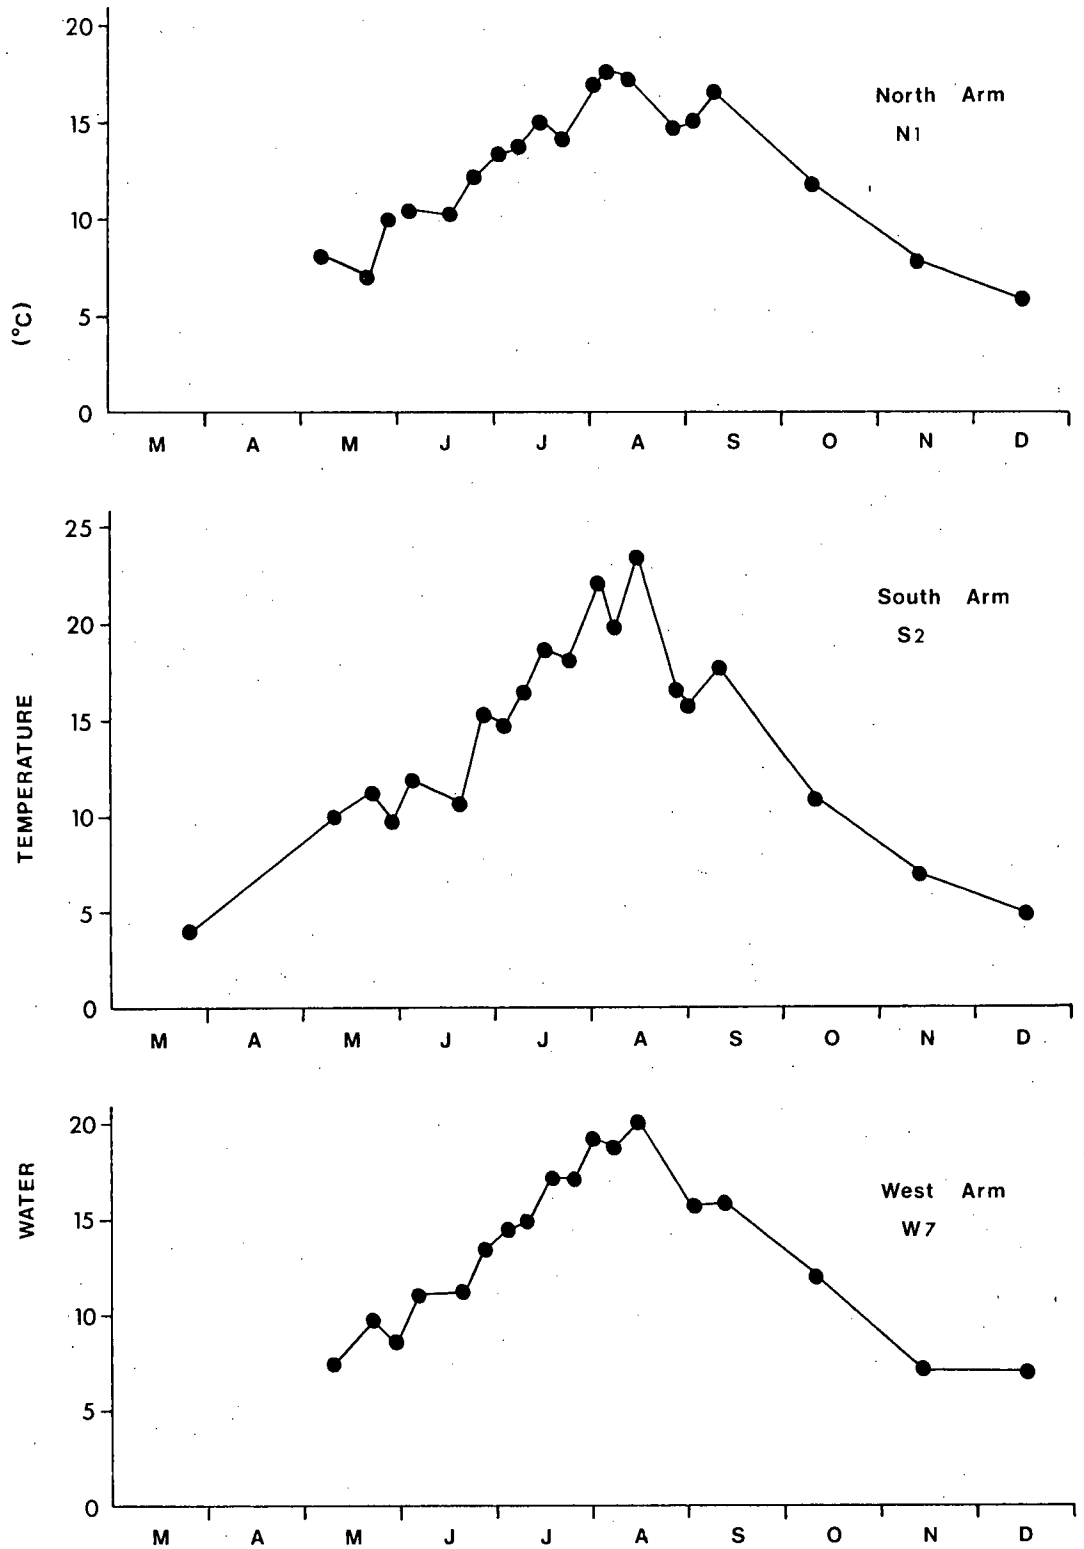 20
North Arm
15
N1
10
5
0
M A M J J A S O N D
25
South Arm
20
S2
15
10
5
0
M A M J J A S O N D
20
West Arm
15
W7
10
5
0
M A M J J A S O N D
WATER TEMPERATURE (°C)